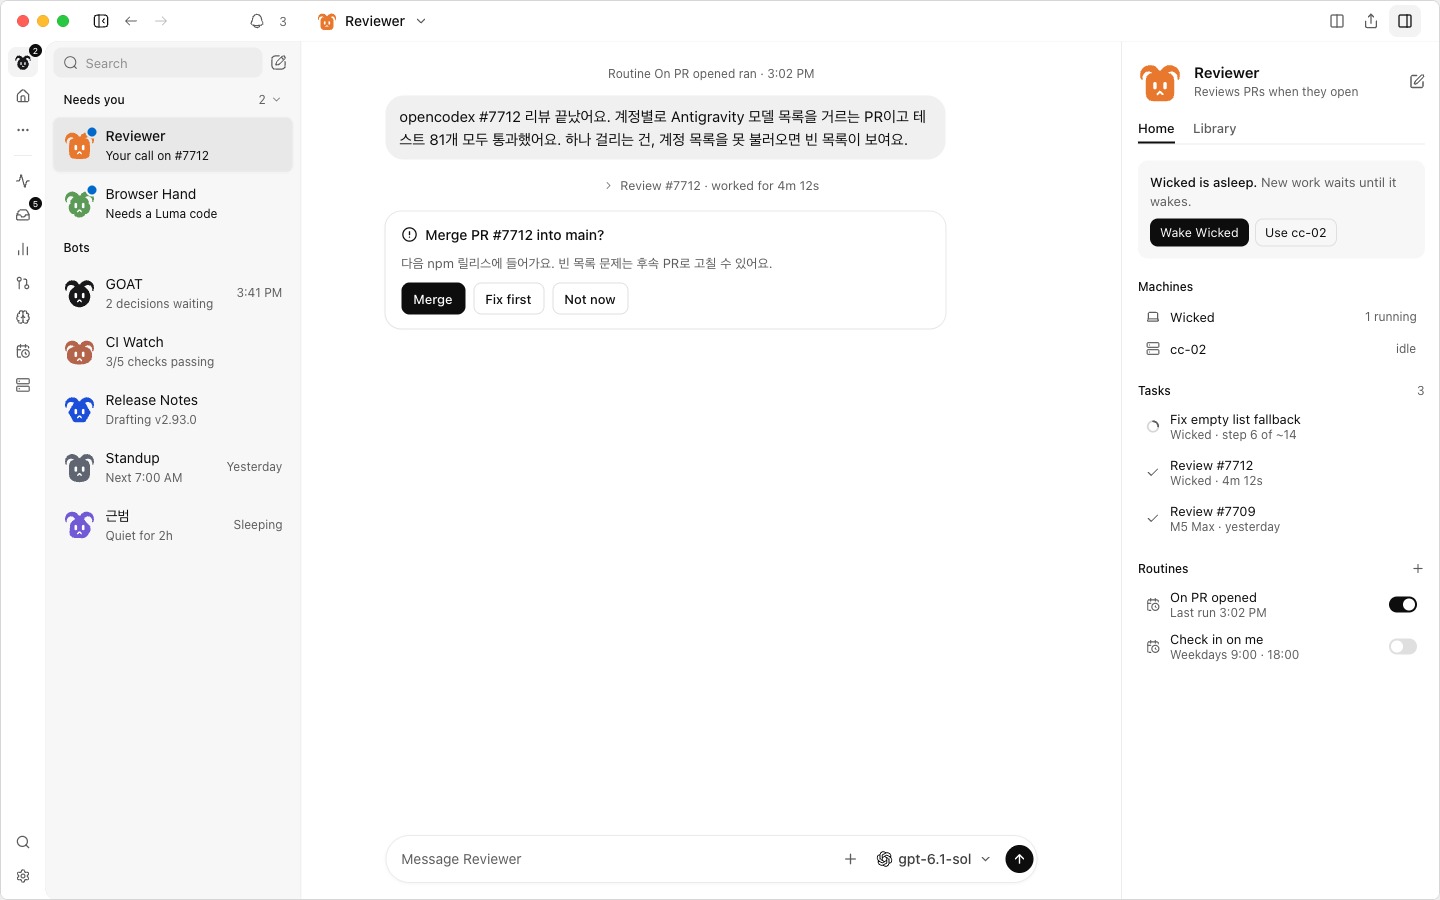 3
Reviewer
2
5
Search
Needs you 2
Reviewer
Your call on #7712
Browser Hand
Needs a Luma code
Bots
GOAT
2 decisions waiting
3:41 PM
CI Watch
3/5 checks passing
Release Notes
Drafting v2.93.0
Standup
Next 7:00 AM
Yesterday
근범
Quiet for 2h
Sleeping
Routine On PR opened ran · 3:02 PM
opencodex #7712 리뷰 끝났어요. 계정별로 Antigravity 모델 목록을 거르는 PR이고 테
스트 81개 모두 통과했어요. 하나 걸리는 건, 계정 목록을 못 불러오면 빈 목록이 보여요.
Review #7712 · worked for 4m 12s
Merge PR #7712 into main?
다음 npm 릴리스에 들어가요. 빈 목록 문제는 후속 PR로 고칠 수 있어요.
Merge Fix first Not now
Message Reviewer
gpt-6.1-sol
Reviewer
Reviews PRs when they open
Home Library
Wicked is asleep. New work waits until it
wakes.
Wake Wicked Use cc-02
Machines
Wicked 1 running
cc-02 idle
Tasks 3
Fix empty list fallback
Wicked · step 6 of ~14
Review #7712
Wicked · 4m 12s
Review #7709
M5 Max · yesterday
Routines
On PR opened
Last run 3:02 PM
Check in on me
Weekdays 9:00 · 18:00